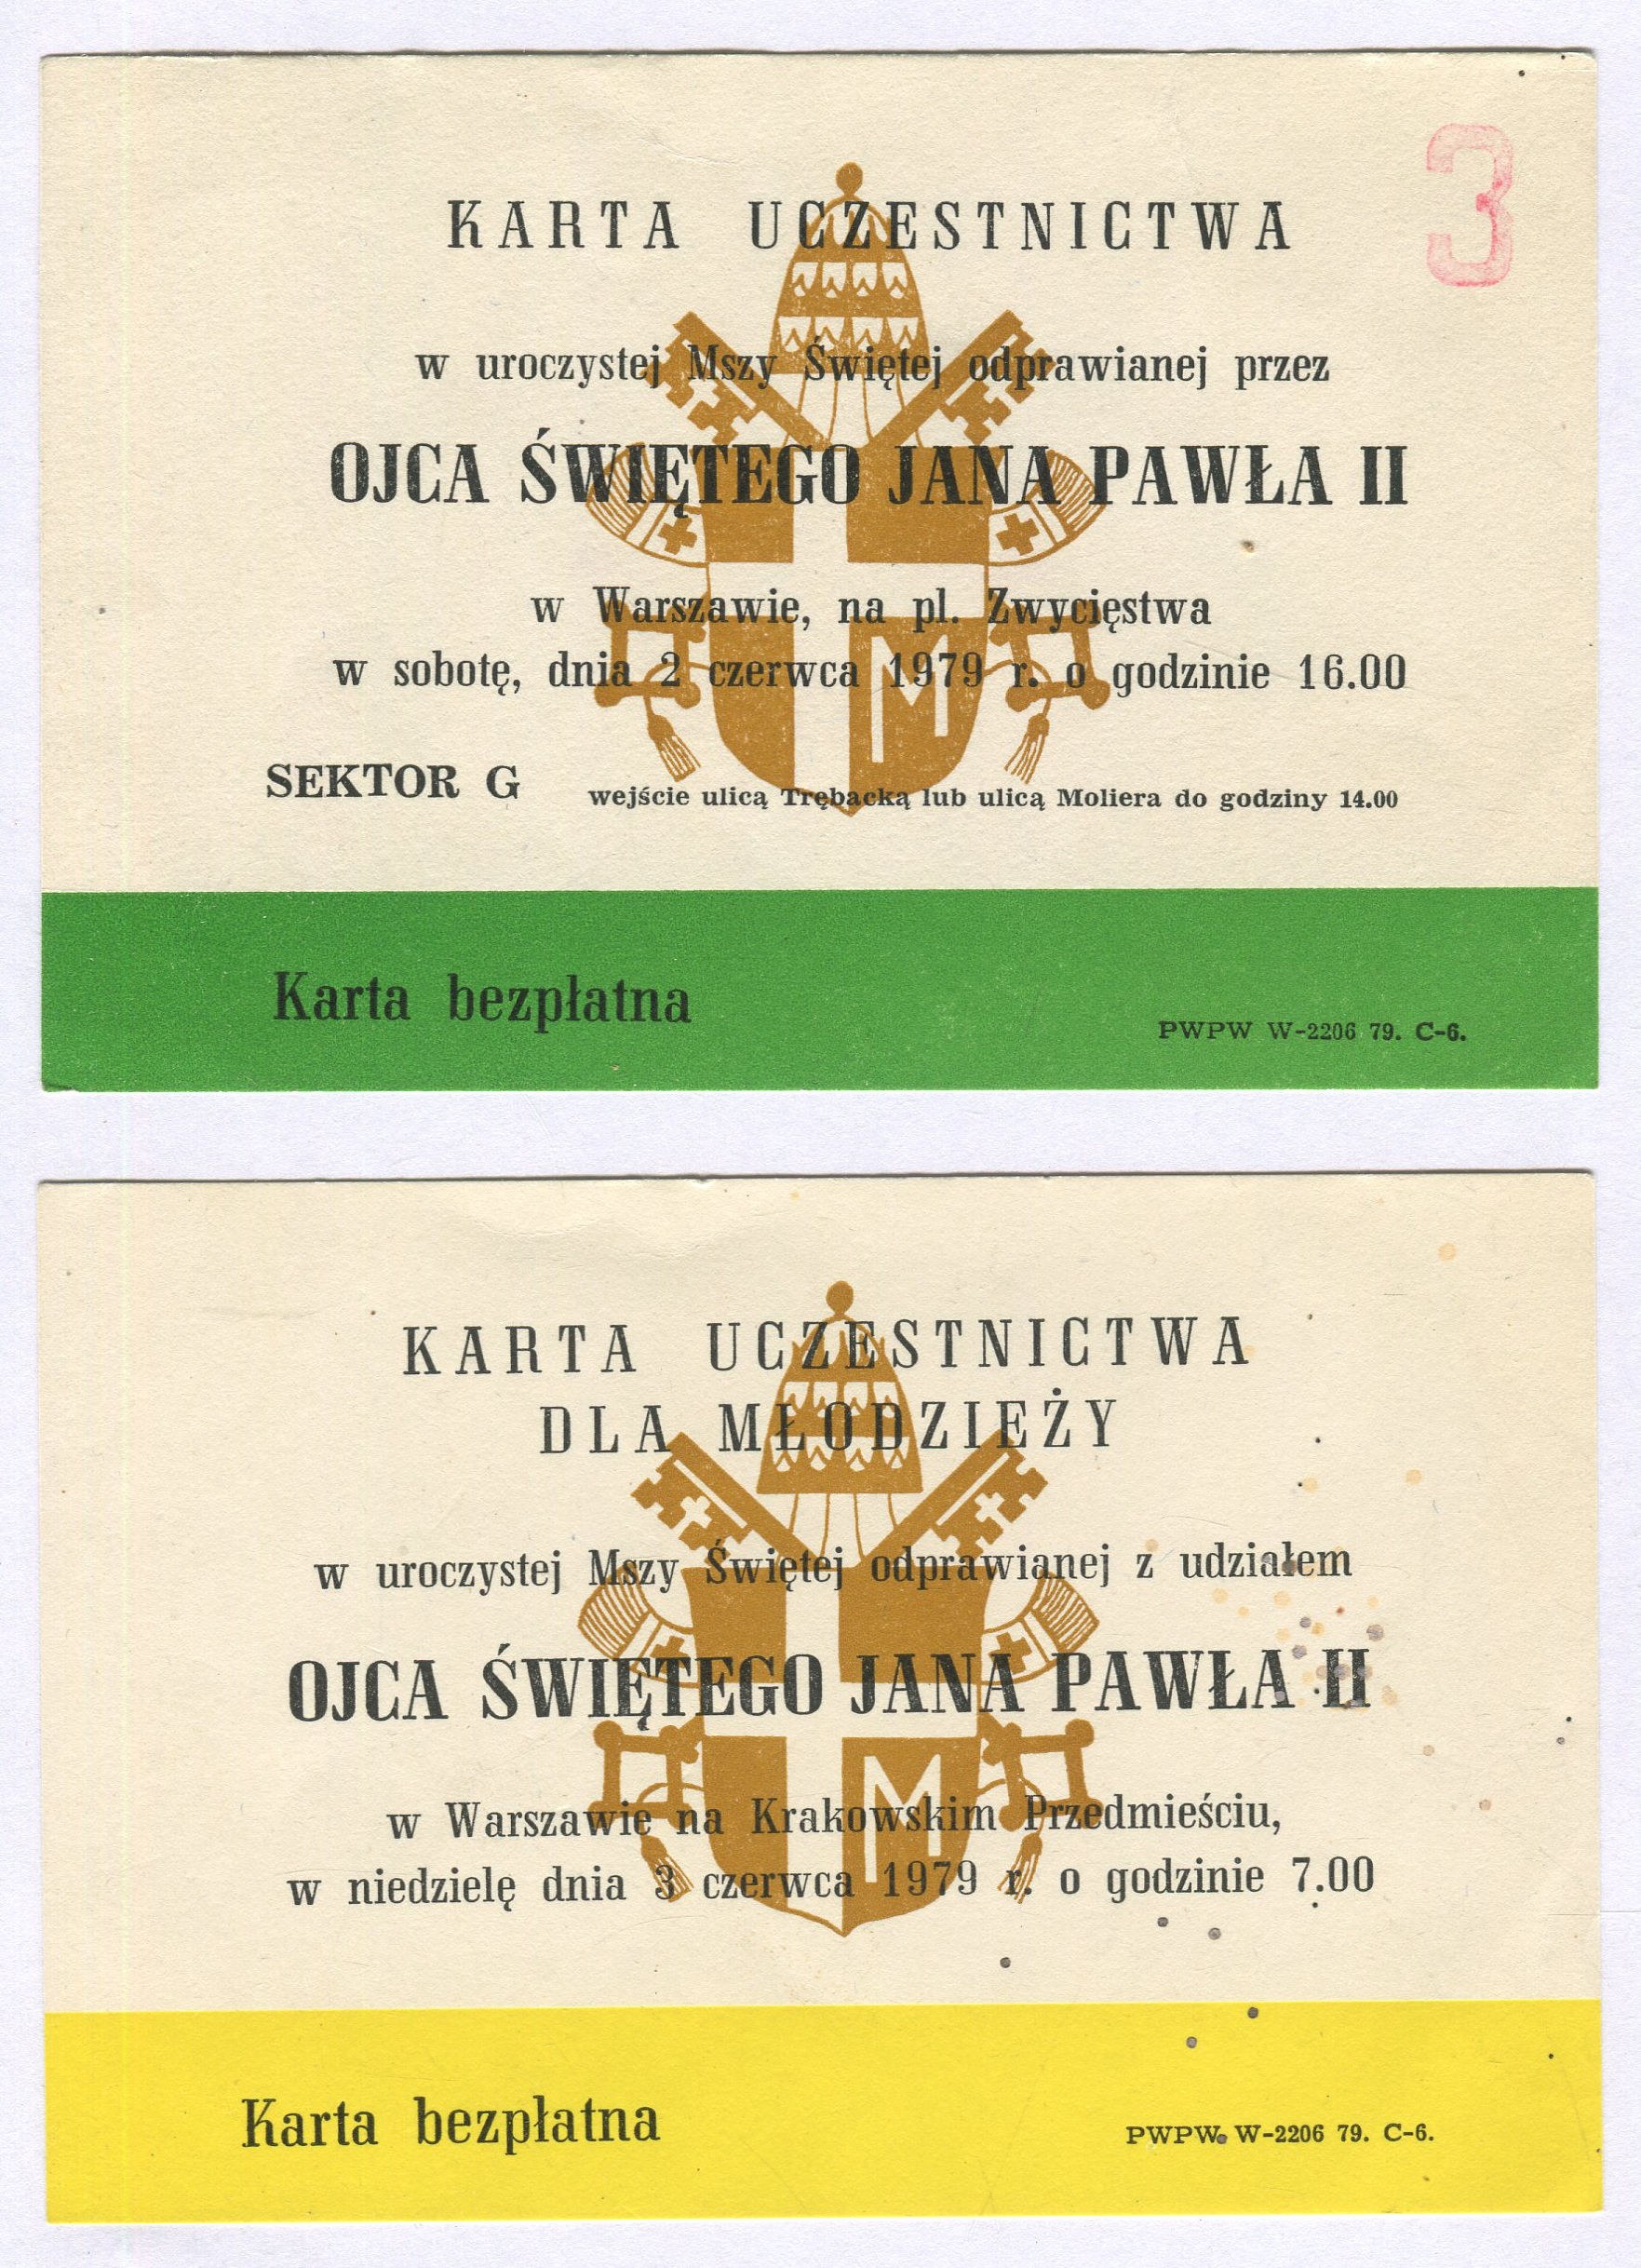 3
KARTA UCZESTNICTWA
w uroczystej Mszy Świętej odprawianej przez
OJCA ŚWIĘTEGO JANA PAWŁA II
w Warszawie, na pl. Zwycięstwa
w sobotę, dnia 2 czerwca 1979 r. o godzinie 16.00
SEKTOR G wejście ulicą Trębacką lub ulicą Moliera do godziny 14.00
M
Karta bezpłatna
PWPW W-2206 79. C-6.
KARTA UCZESTNICTWA
DLA MŁODZIEŻY
w uroczystej Mszy Świętej odprawianej z udziałem
OJCA ŚWIĘTEGO JANA PAWŁA II
w Warszawie na Krakowskim Przedmieściu,
w niedzielę dnia 3 czerwca 1979 r. o godzinie 7.00
M
Karta bezpłatna
PWPW. W-2206 79. C-6.